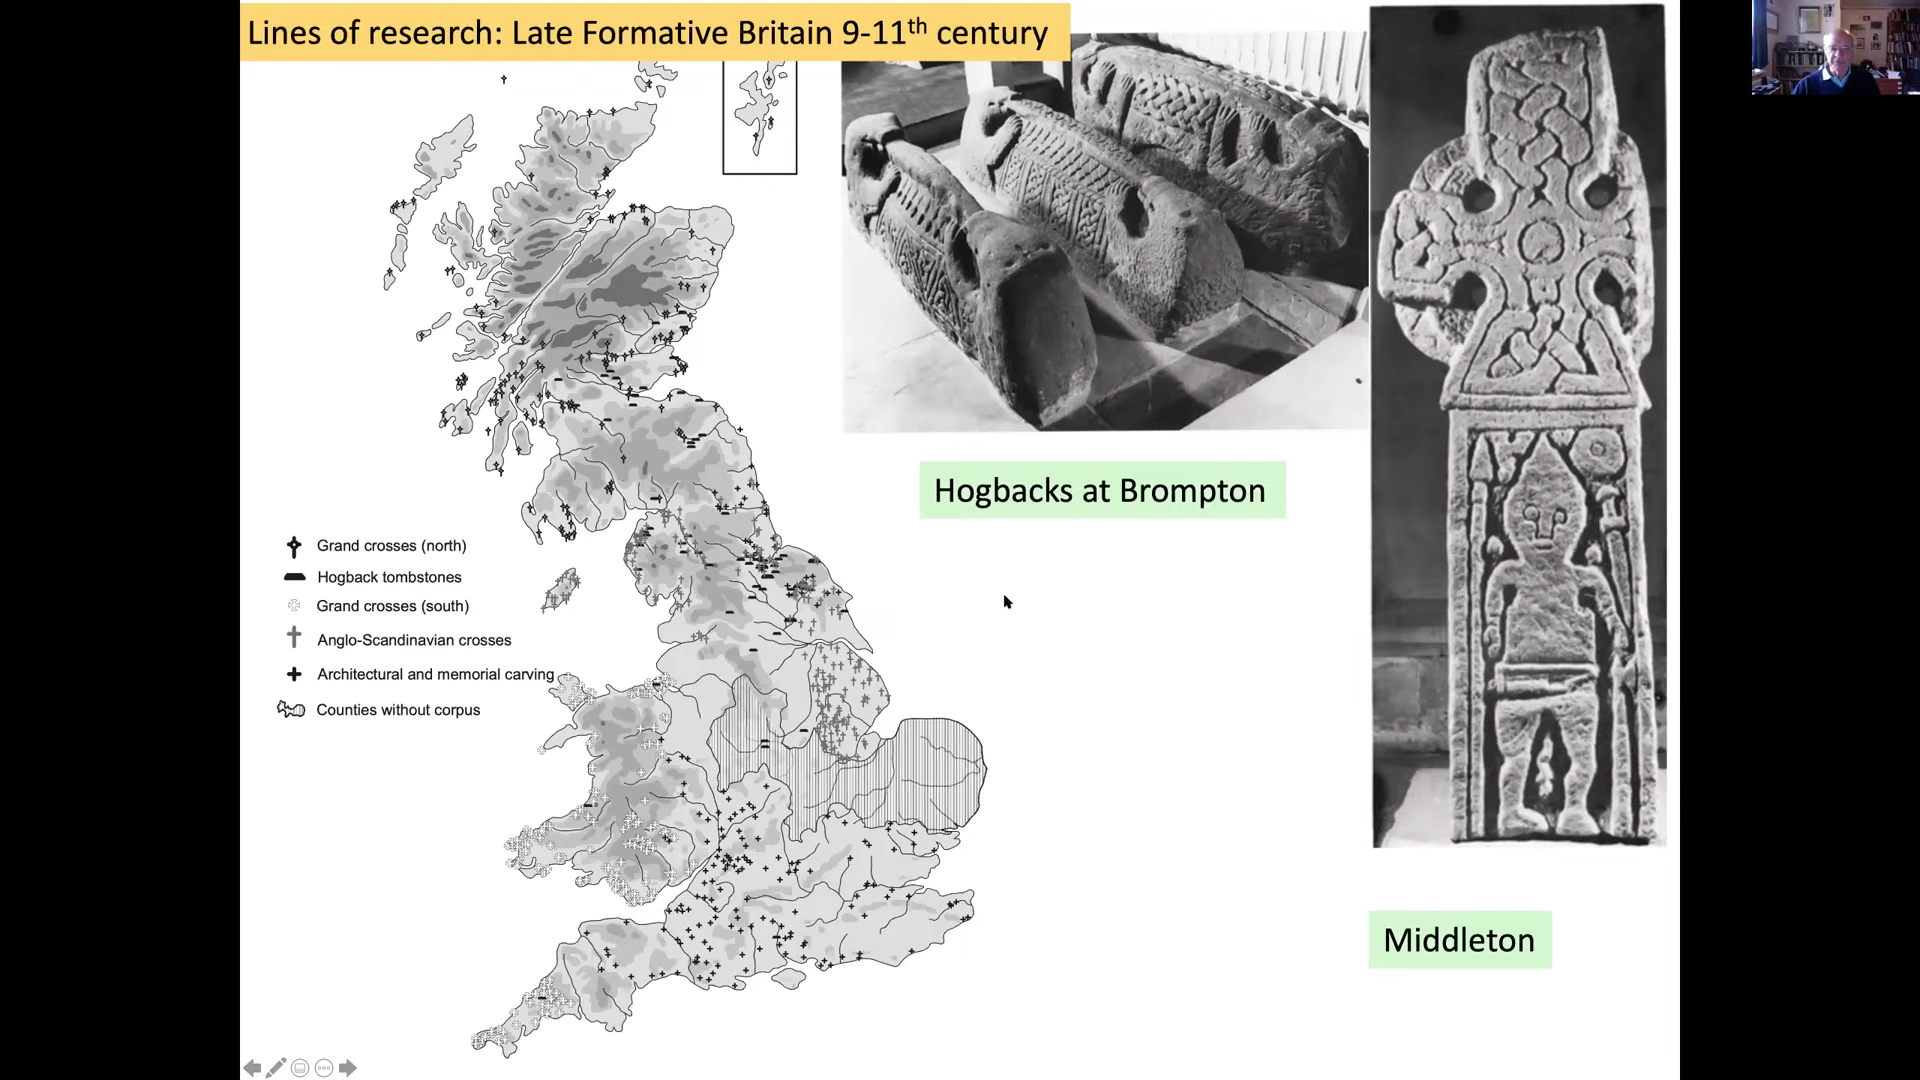 Lines of research: Late Formative Britain 9-11th century
Hogbacks at Brompton
Grand crosses (north)
Hogback tombstones
Grand crosses (south)
Anglo-Scandinavian crosses
Architectural and memorial carving
Counties without corpus
Middleton